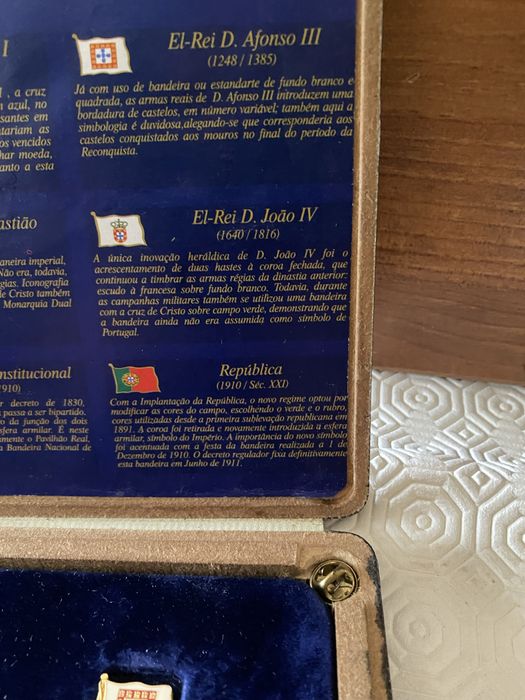 I
, a cruz
azul, no
santes em
tariam as
os vencidos
har moeda,
anto a esta
El-Rei D. Afonso III
(1248 / 1385)
Já com uso de bandeira ou estandarte de fundo branco e
quadrada, as armas reais de D. Afonso III introduzem uma
bordadura de castelos, em número variável; também aqui a
simbologia é duvidosa,alegando-se que corresponderia aos
castelos conquistados aos mouros no final do período da
Reconquista.
astião
aneira imperial,
Não era, todavia,
gias. Iconografia
de Cristo também
Monarquia Dual
El-Rei D. João IV
(1640 / 1816)
A única inovação heráldica de D. João IV foi o
acrescentamento de duas hastes à coroa fechada, que
continuou a timbrar as armas régias da dinastia anterior:
escudo à francesa sobre fundo branco. Todavia, durante
as campanhas militares também se utilizou uma bandeira
com a cruz de Cristo sobre campo verde, demonstrando que
a bandeira ainda não era assumida como símbolo de
Portugal.
nstitucional
910)
r decreto de 1830,
passa a ser bipartido.
o da junção dos dois
sfera armilar. E neste
mente o Pavilhão Real,
a Bandeira Nacional de
República
(1910 / Séc. XXI)
Com a Implantação da República, o novo regime optou por
modificar as cores do campo, escolhendo o verde e o rubro,
cores utilizadas desde a primeira sublevação republicana em
1891. A coroa foi retirada e novamente introduzida a esfera
armilar, símbolo do Império. A importância do novo símbolo
foi acentuada com a festa da bandeira realizada a 1 de
Dezembro de 1910. O decreto regulador fixa definitivamente
esta bandeira em Junho de 1911.